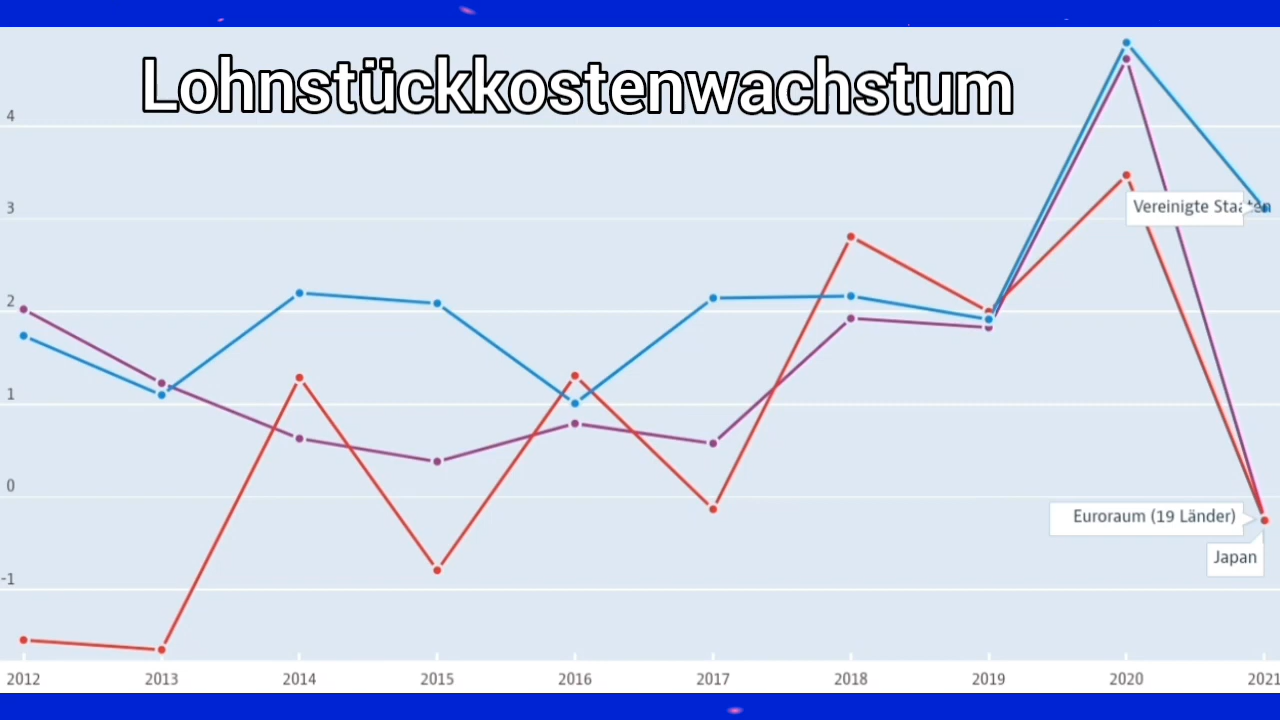 Lohnstückkostenwachstum
4
3
Vereinigte Staaten
2
1
0
Euroraum (19 Länder)
Japan
-1
2012 2013 2014 2015 2016 2017 2018 2019 2020 2021